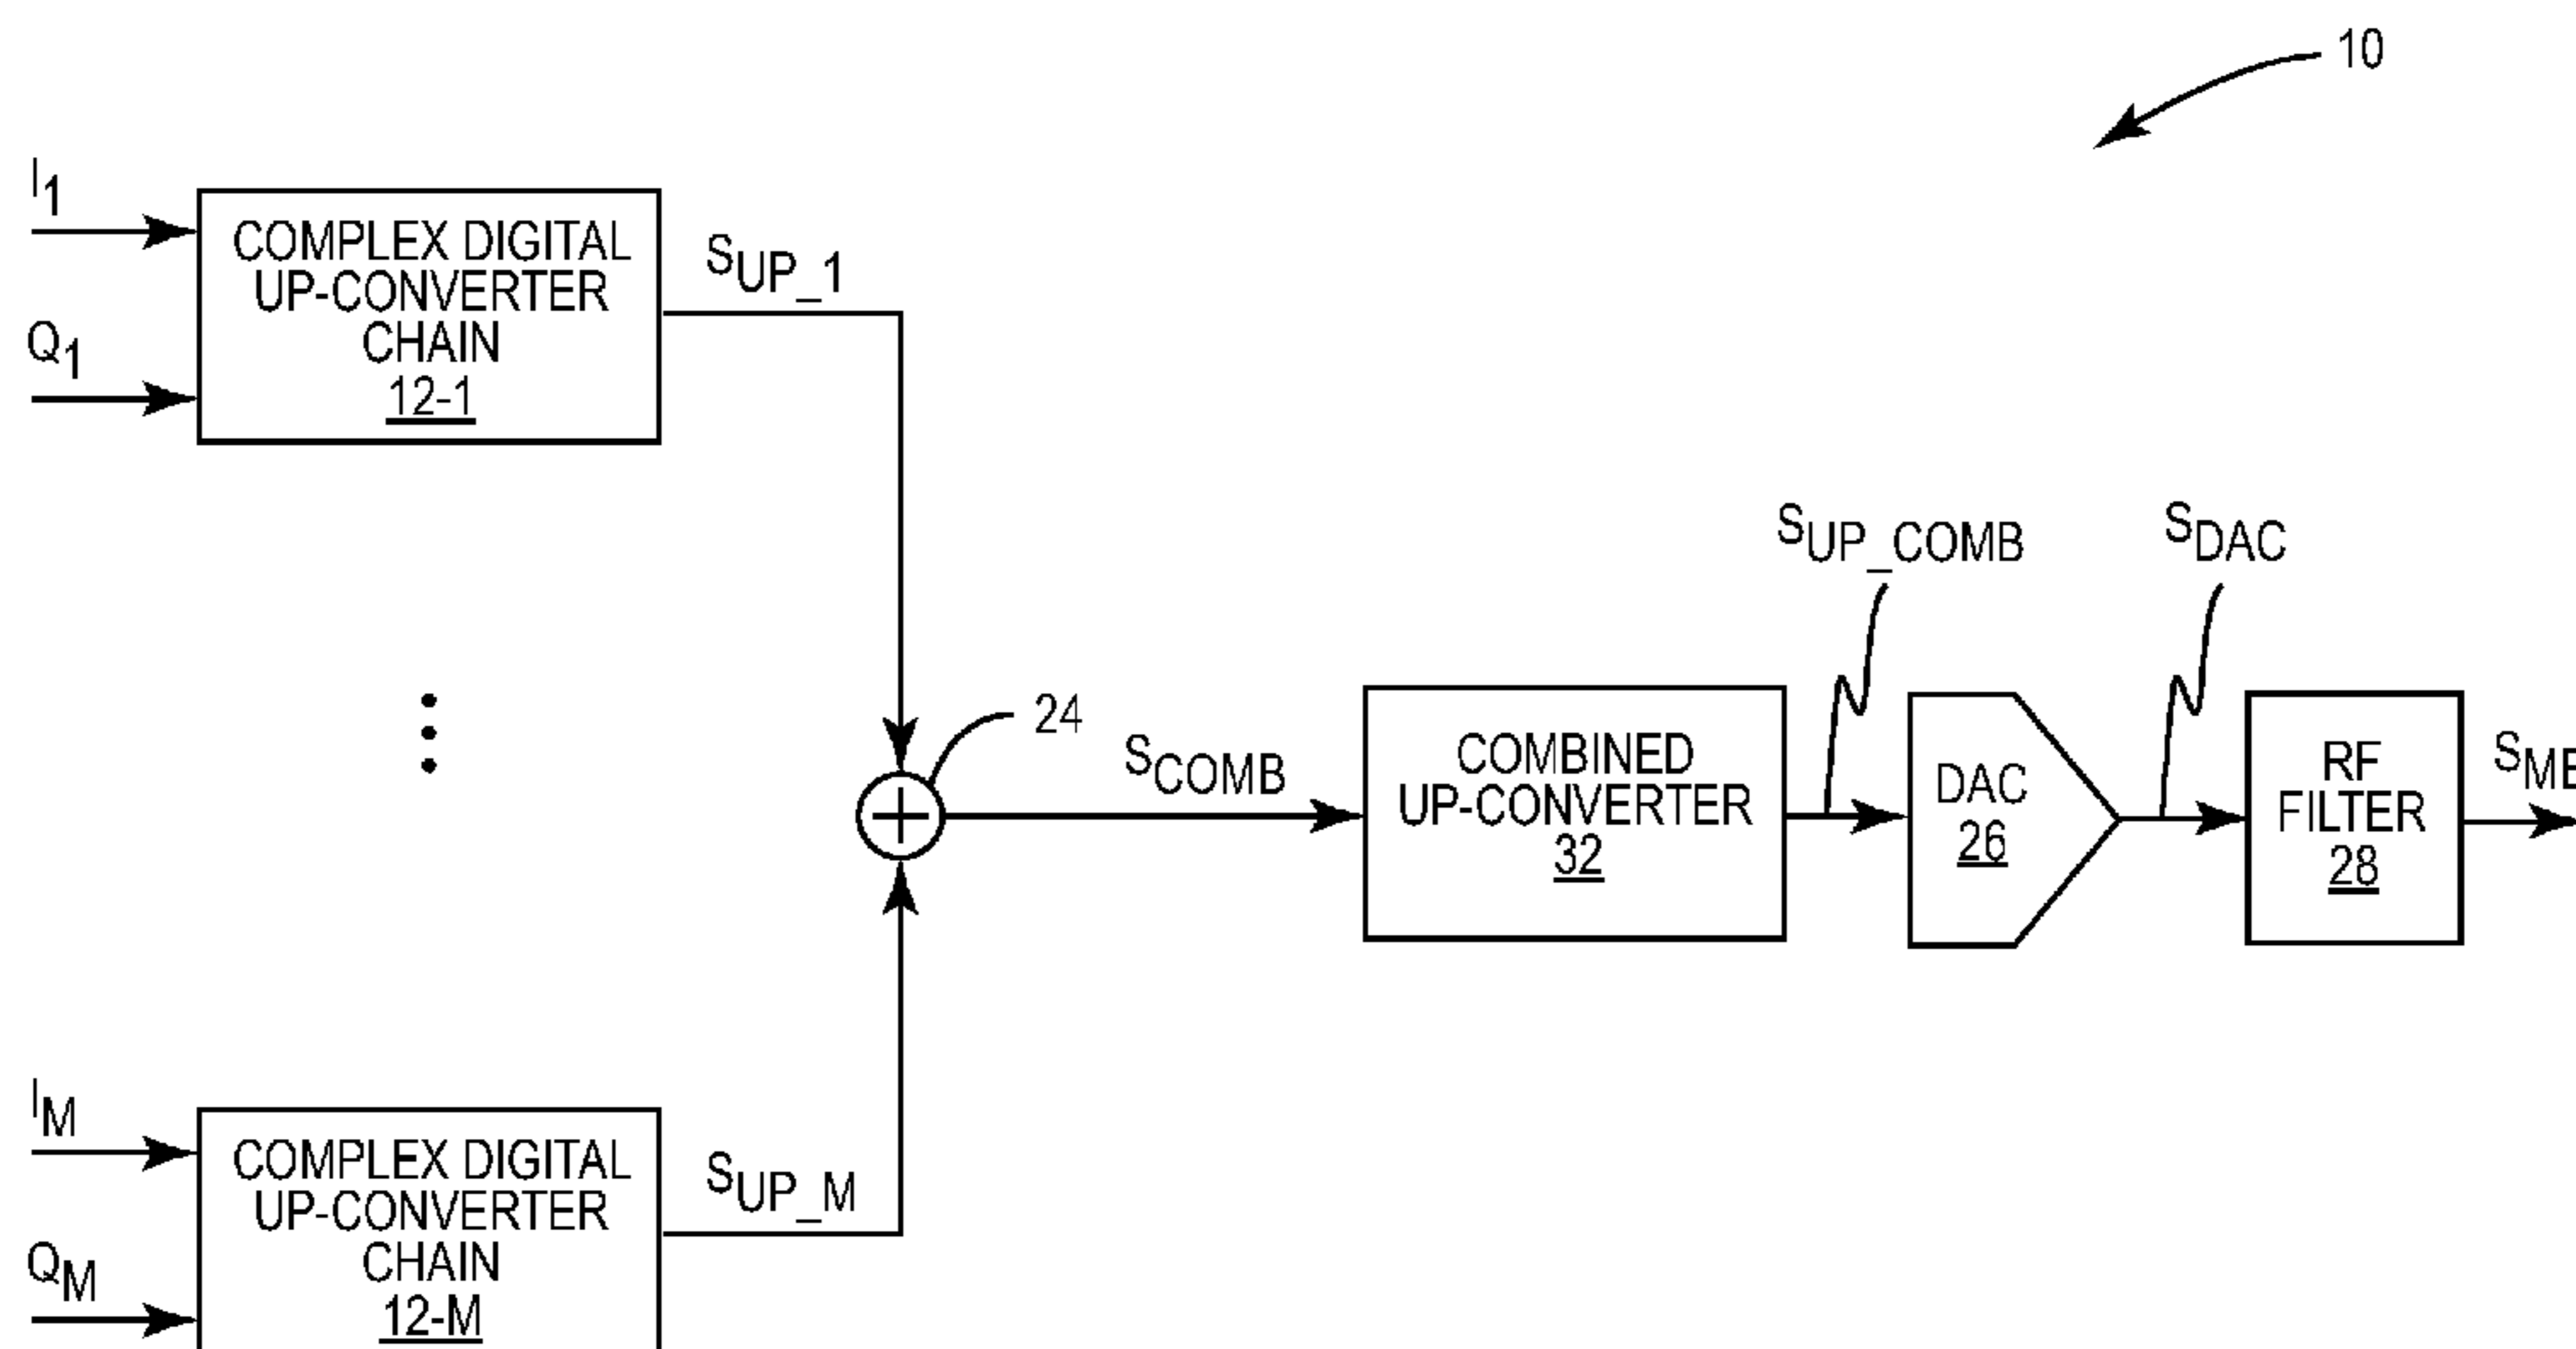 10
I1
Q1
COMPLEX DIGITAL
UP-CONVERTER
CHAIN
12-1
SUP_1
24
SCOMB
COMBINED
UP-CONVERTER
32
SUP_COMB
DAC
26
SDAC
RF
FILTER
28
IM
QM
COMPLEX DIGITAL
UP-CONVERTER
CHAIN
12-M
SUP_M